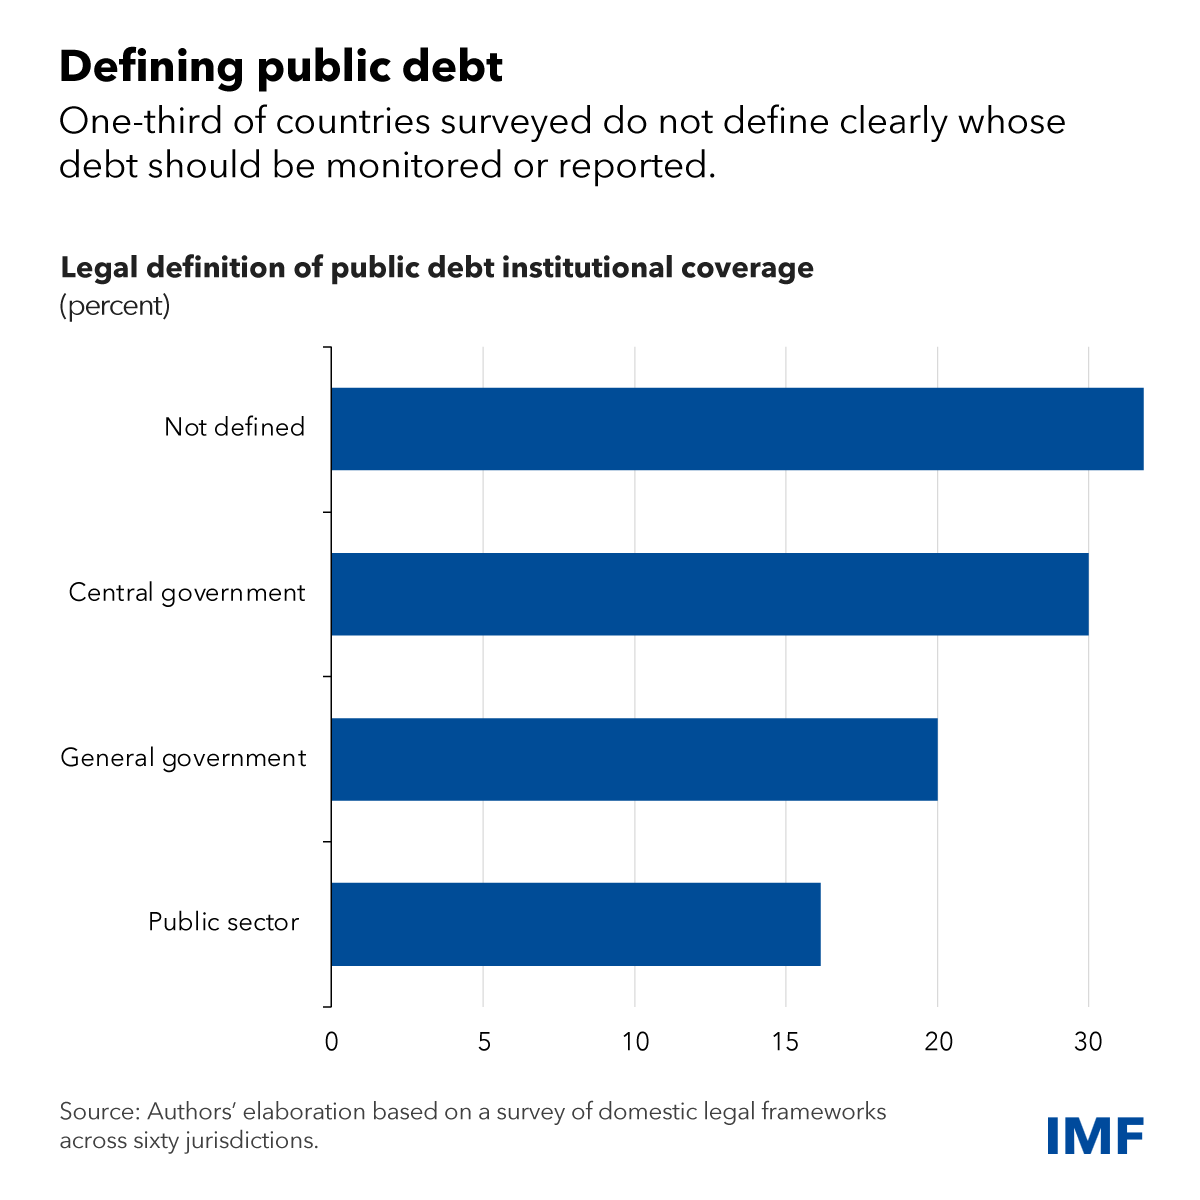 Defining public debt
One-third of countries surveyed do not define clearly whose
debt should be monitored or reported.
Legal definition of public debt institutional coverage
(percent)
Not defined
Central government
General government
Public sector
0 5 10 15 20 30
Source: Authors’ elaboration based on a survey of domestic legal frameworks
across sixty jurisdictions.
IMF